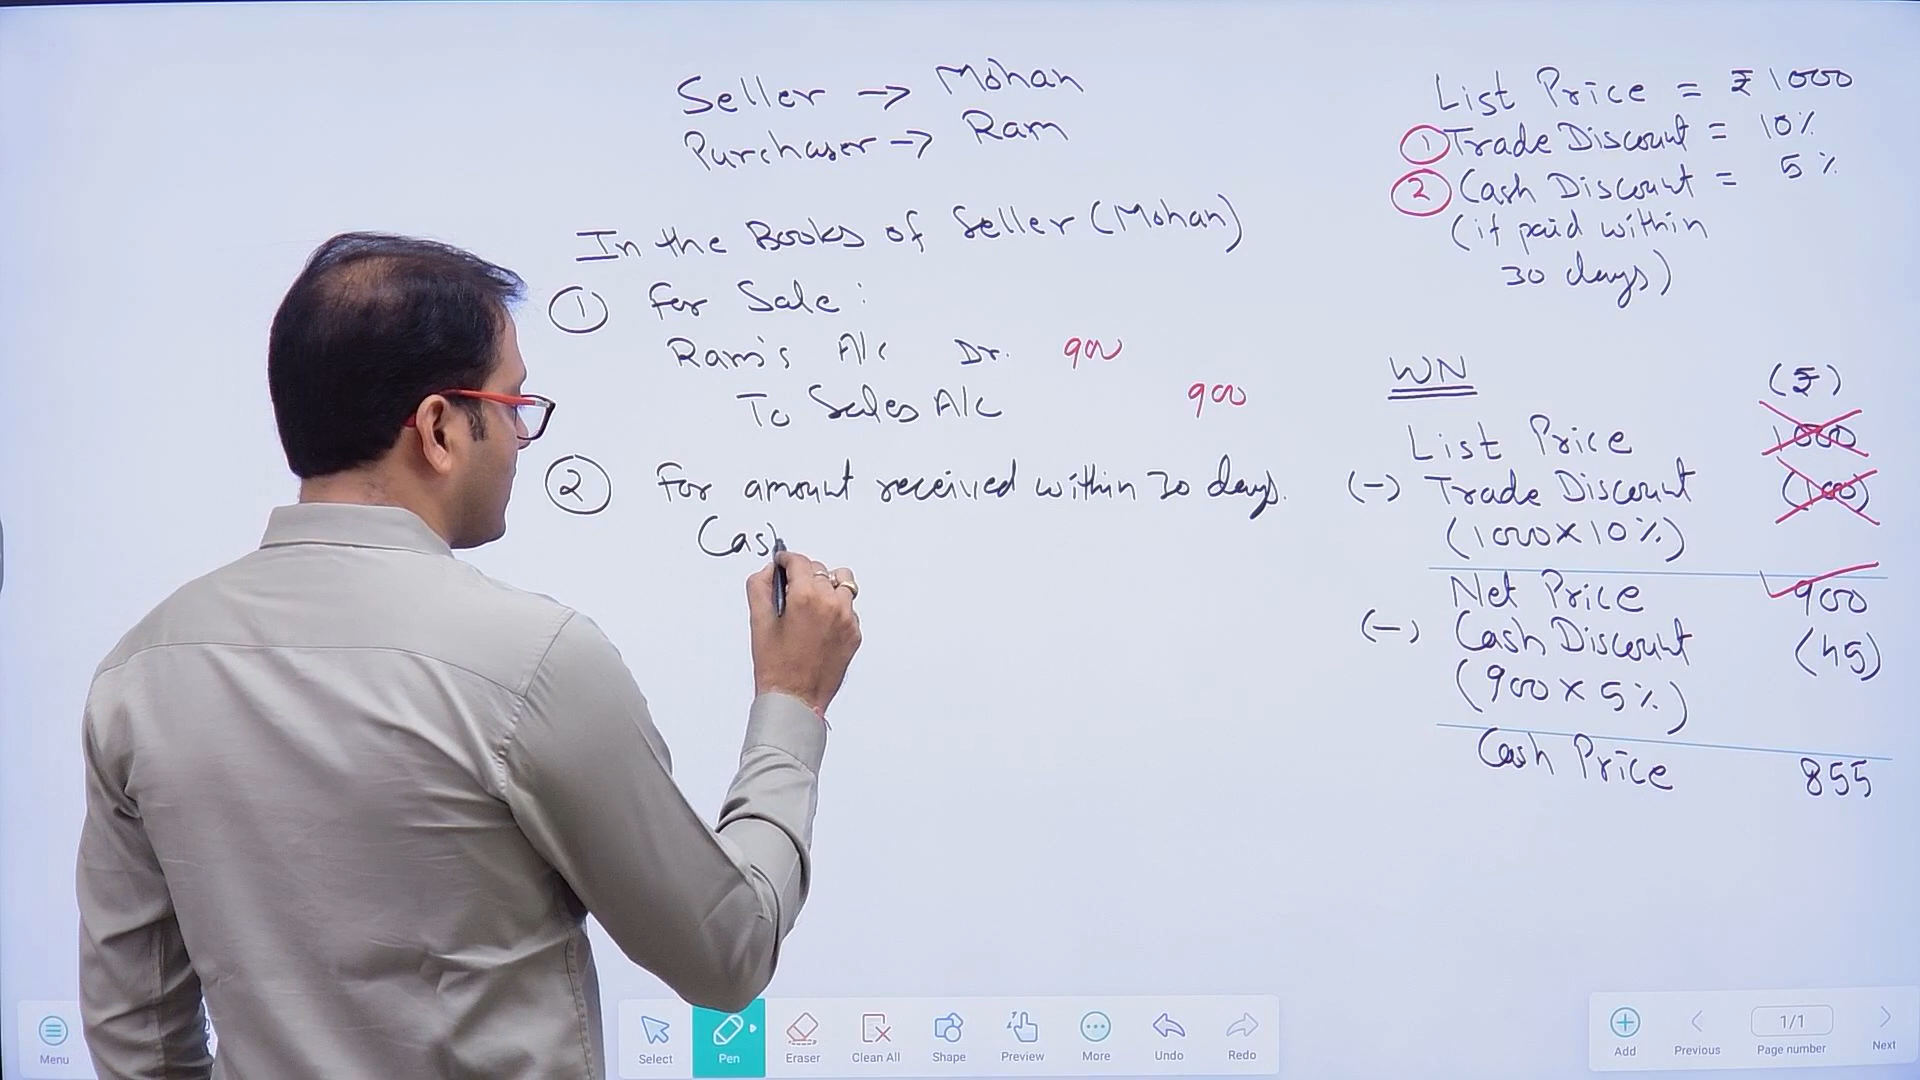 Seller → Mohan
Purchaser → Ram
In the Books of Seller (Mohan)
① For Sale :
Ram's A/c Dr. 900
To Sales A/c 900
② For amount received within 30 days.
Cash
List Price = ₹ 1000
① Trade Discount = 10%
② Cash Discount = 5%
(if paid within
30 days)
WN (₹)
List Price 1000
(-) Trade Discount (100)
(1000 × 10%)
Net Price 900
(-) Cash Discount (45)
(900 × 5%)
Cash Price 855
Menu
Select
Pen
Eraser
Clean All
Shape
Preview
More
Undo
Redo
Add
Previous
1/1
Page number
Next